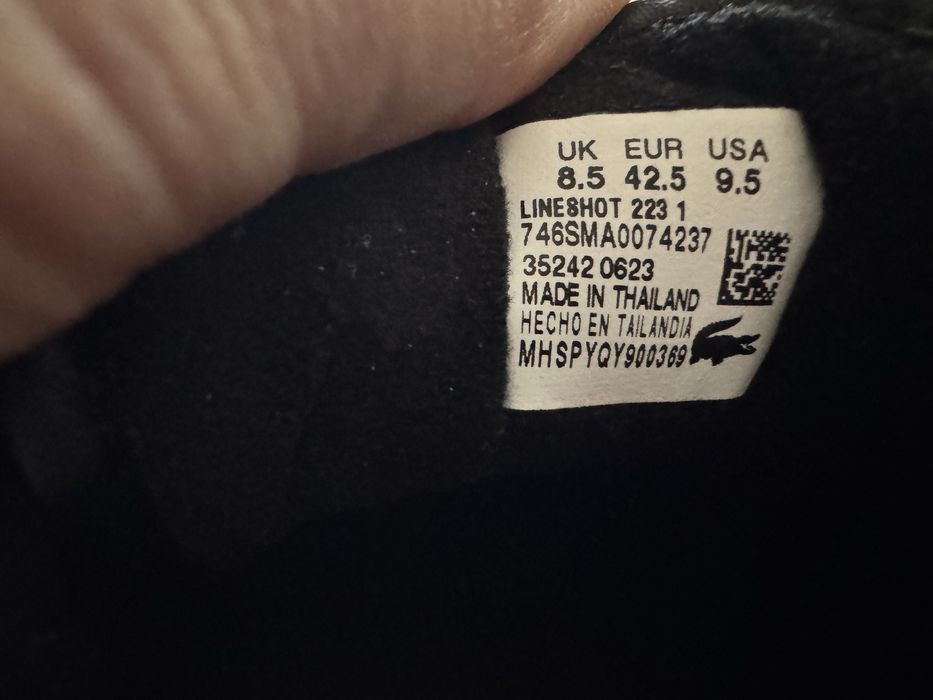 UK EUR USA
8.5 42.5 9.5
LINESHOT 223 1
746SMA0074237
35242 0623
MADE IN THAILAND
HECHO EN TAILANDIA
MHSPYQY900369